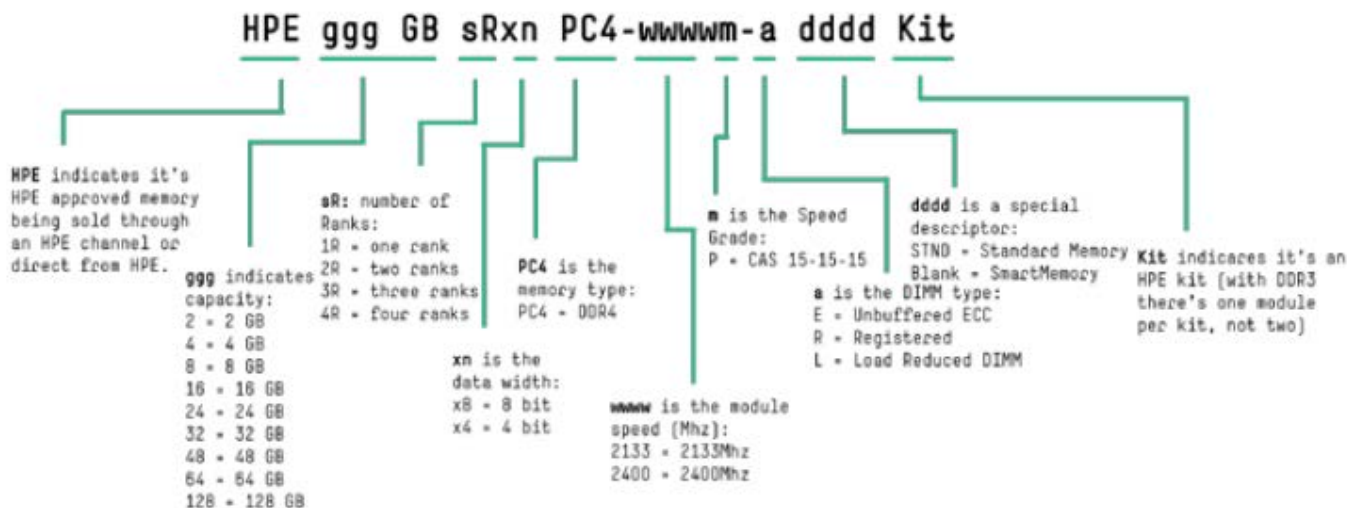 HPE ggg GB sRxn PC4-wwwwm-a dddd Kit
HPE indicates it's
HPE approved memory
being sold through
an HPE channel or
direct from HPE.
ggg indicates
capacity:
2 = 2 GB
4 = 4 GB
8 = 8 GB
16 = 16 GB
24 = 24 GB
32 = 32 GB
48 = 48 GB
64 = 64 GB
128 = 128 GB
sR: number of
Ranks:
1R = one rank
2R = two ranks
3R = three ranks
4R = four ranks
xn is the
data width:
x8 = 8 bit
x4 = 4 bit
PC4 is the
memory type:
PC4 = DDR4
wwww is the module
speed (Mhz):
2133 = 2133Mhz
2400 = 2400Mhz
m is the Speed
Grade:
P = CAS 15-15-15
a is the DIMM type:
E = Unbuffered ECC
R = Registered
L = Load Reduced DIMM
dddd is a special
descriptor:
STND = Standard Memory
Blank = SmartMemory
Kit indicares it's an
HPE kit (with DDR3
there's one module
per kit, not two)